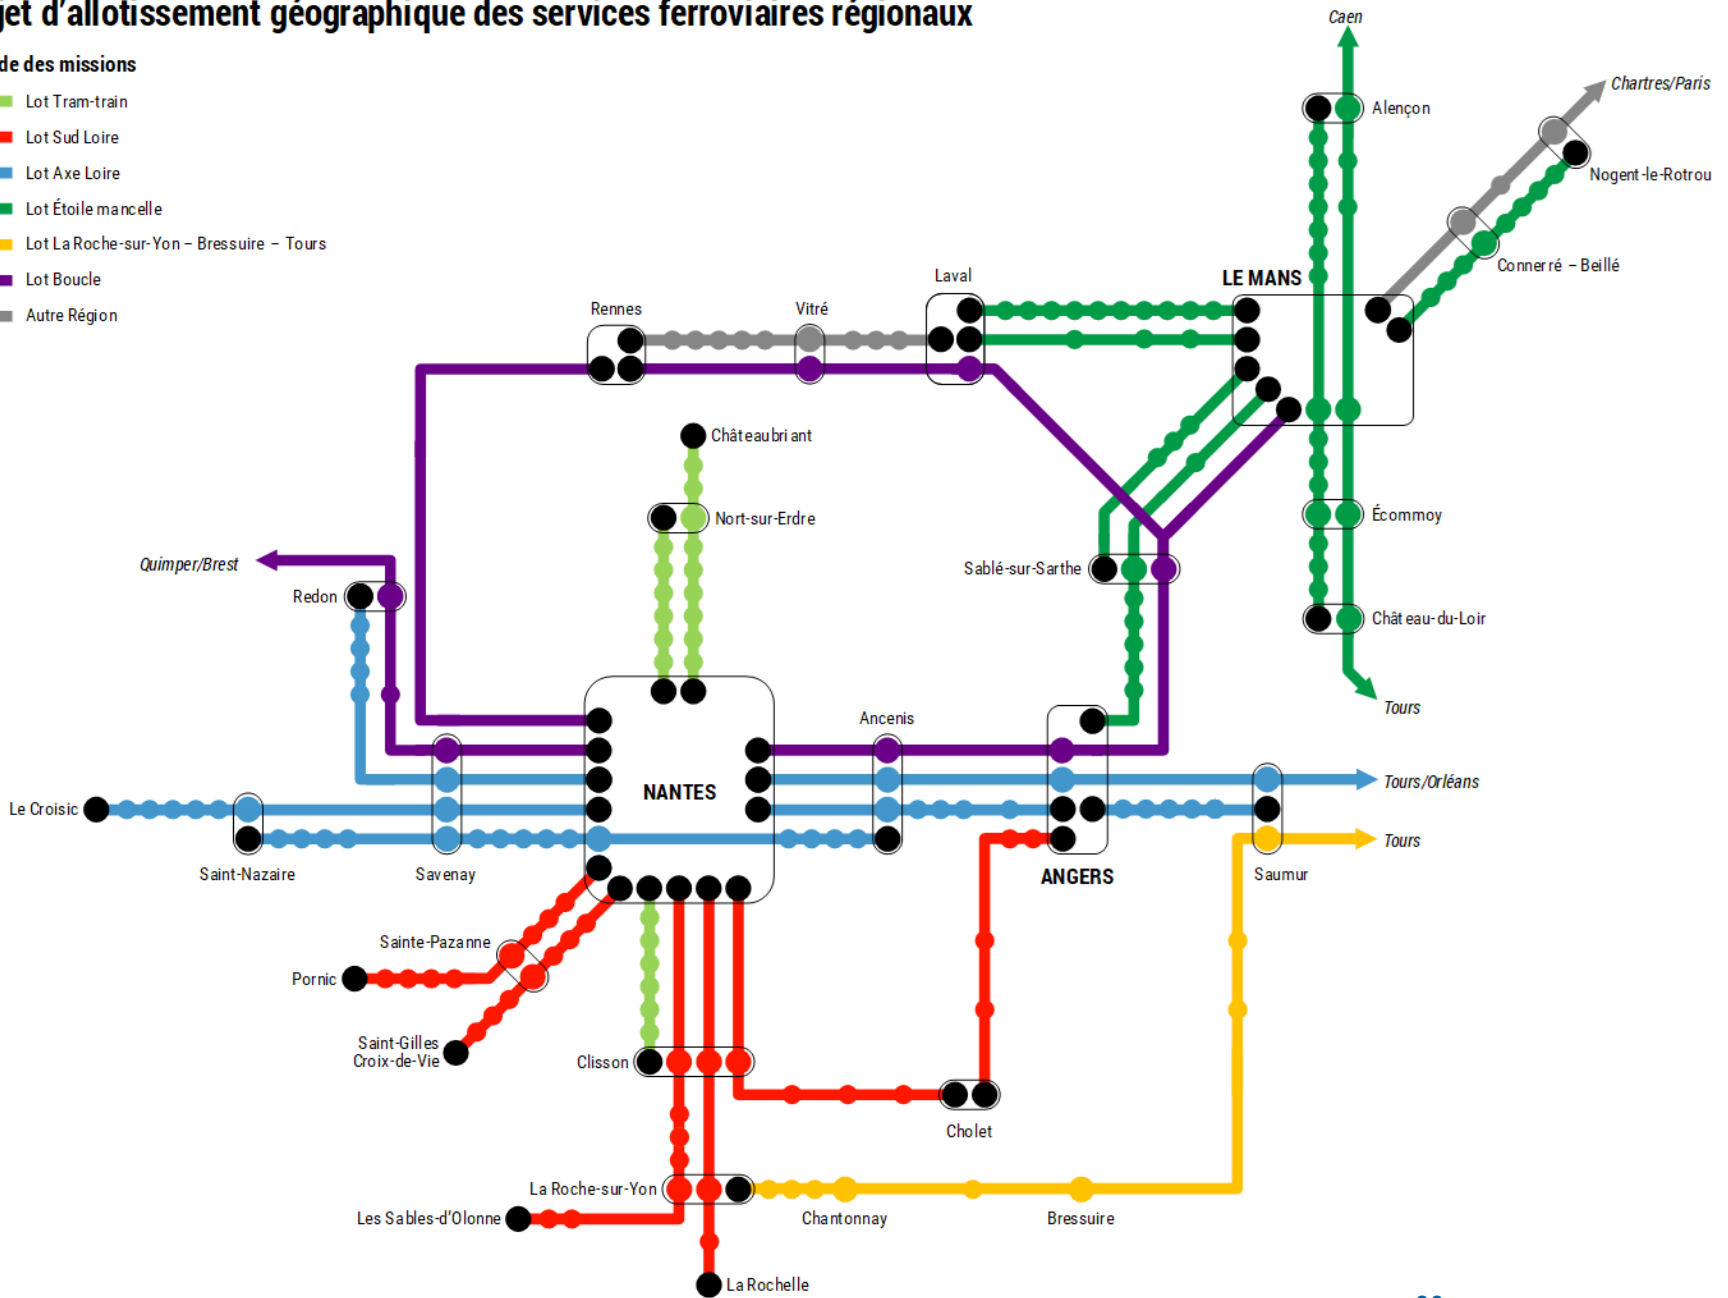 jet d’allotissement géographique des services ferroviaires régionaux
de des missions
Lot Tram-train
Lot Sud Loire
Lot Axe Loire
Lot Étoile mancelle
Lot La Roche-sur-Yon – Bressuire – Tours
Lot Boucle
Autre Région
Caen
Chartres/Paris
Alençon
Nogent-le-Rotrou
Connerré – Beillé
LE MANS
Laval
Vitré
Rennes
Châteaubriant
Nort-sur-Erdre
Écommoy
Quimper/Brest
Sablé-sur-Sarthe
Redon
Château-du-Loir
Tours
Ancenis
NANTES
Tours/Orléans
Le Croisic
Tours
Saint-Nazaire
Savenay
ANGERS
Saumur
Sainte-Pazanne
Pornic
Saint-Gilles
Croix-de-Vie
Clisson
Cholet
La Roche-sur-Yon
Les Sables-d’Olonne
Chantonnay
Bressuire
La Rochelle